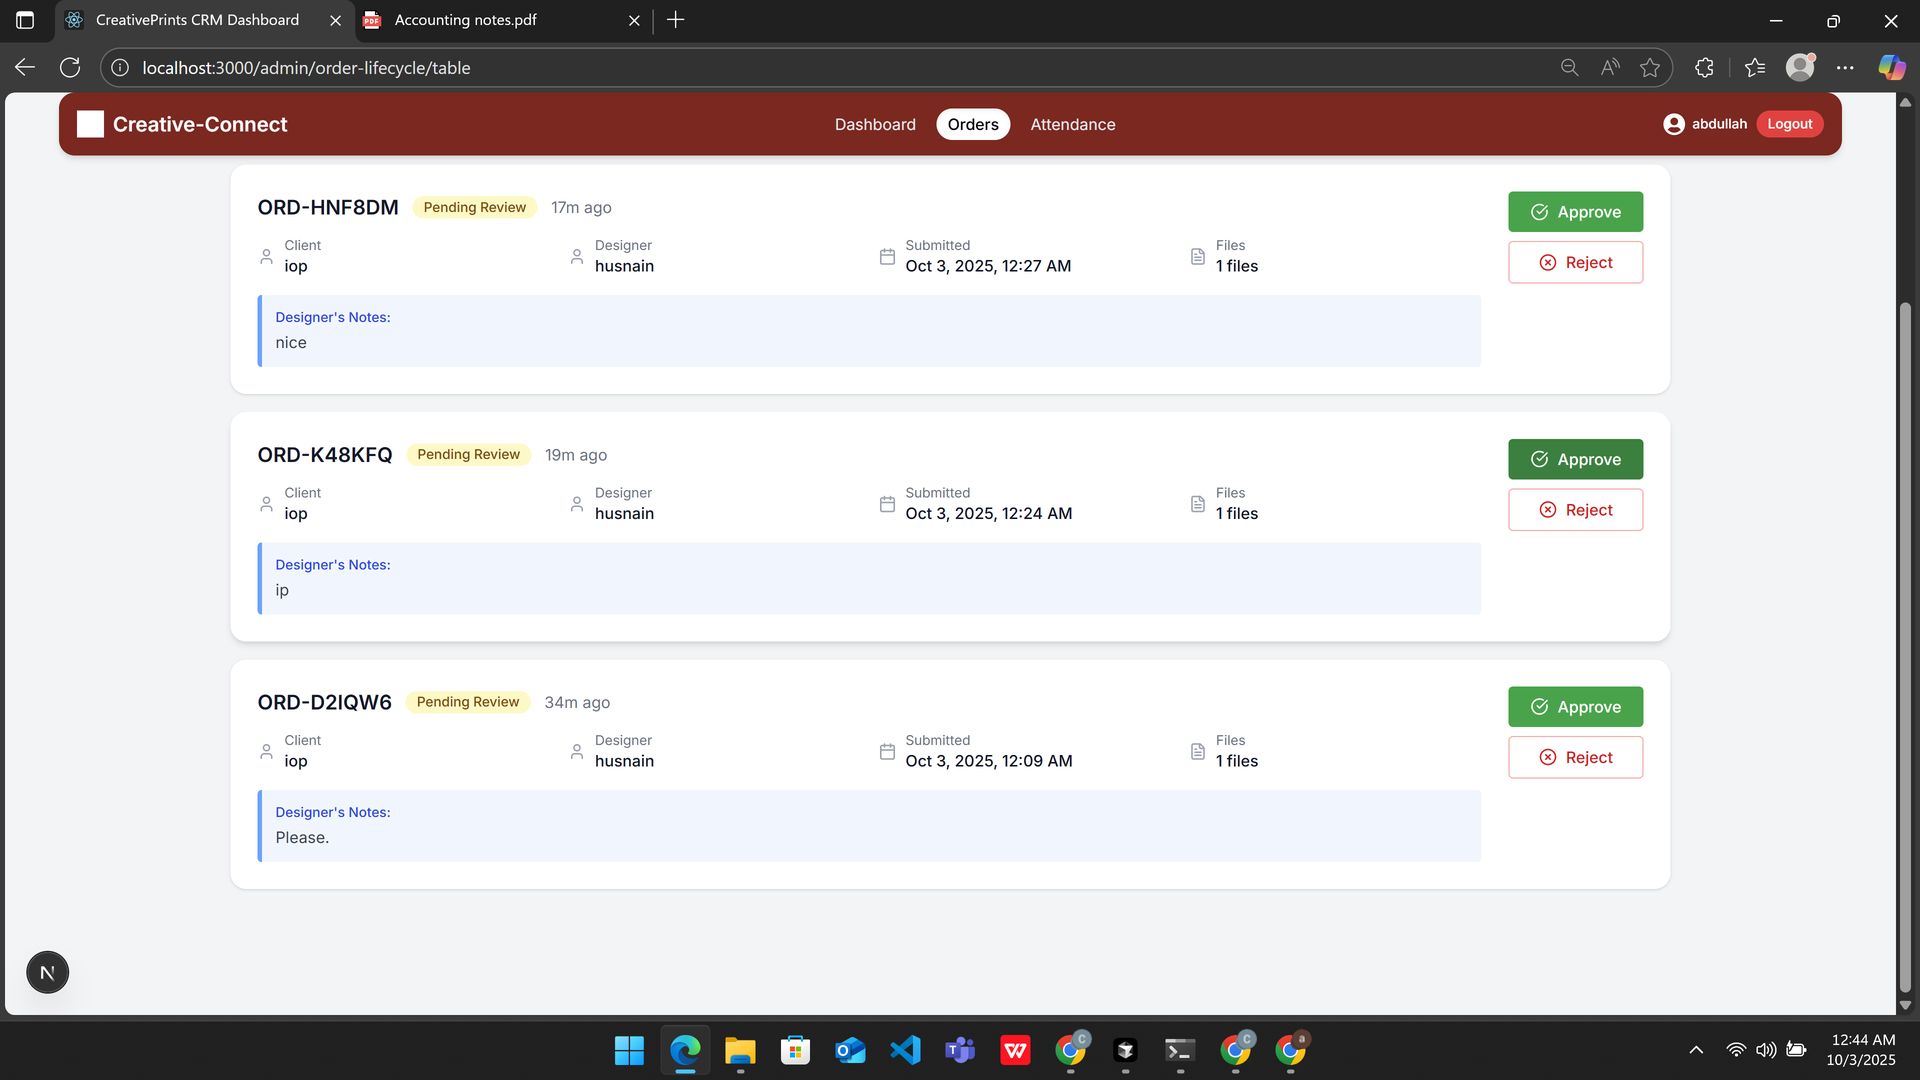 CreativePrints CRM Dashboard
Accounting notes.pdf
localhost:3000/admin/order-lifecycle/table
Creative-Connect
Dashboard
Orders
Attendance
abdullah
Logout
ORD-HNF8DM Pending Review 17m ago
Approve
Reject
Client
iop
Designer
husnain
Submitted
Oct 3, 2025, 12:27 AM
Files
1 files
Designer's Notes:
nice
ORD-K48KFQ Pending Review 19m ago
Approve
Reject
Client
iop
Designer
husnain
Submitted
Oct 3, 2025, 12:24 AM
Files
1 files
Designer's Notes:
ip
ORD-D2IQW6 Pending Review 34m ago
Approve
Reject
Client
iop
Designer
husnain
Submitted
Oct 3, 2025, 12:09 AM
Files
1 files
Designer's Notes:
Please.
N
12:44 AM
10/3/2025